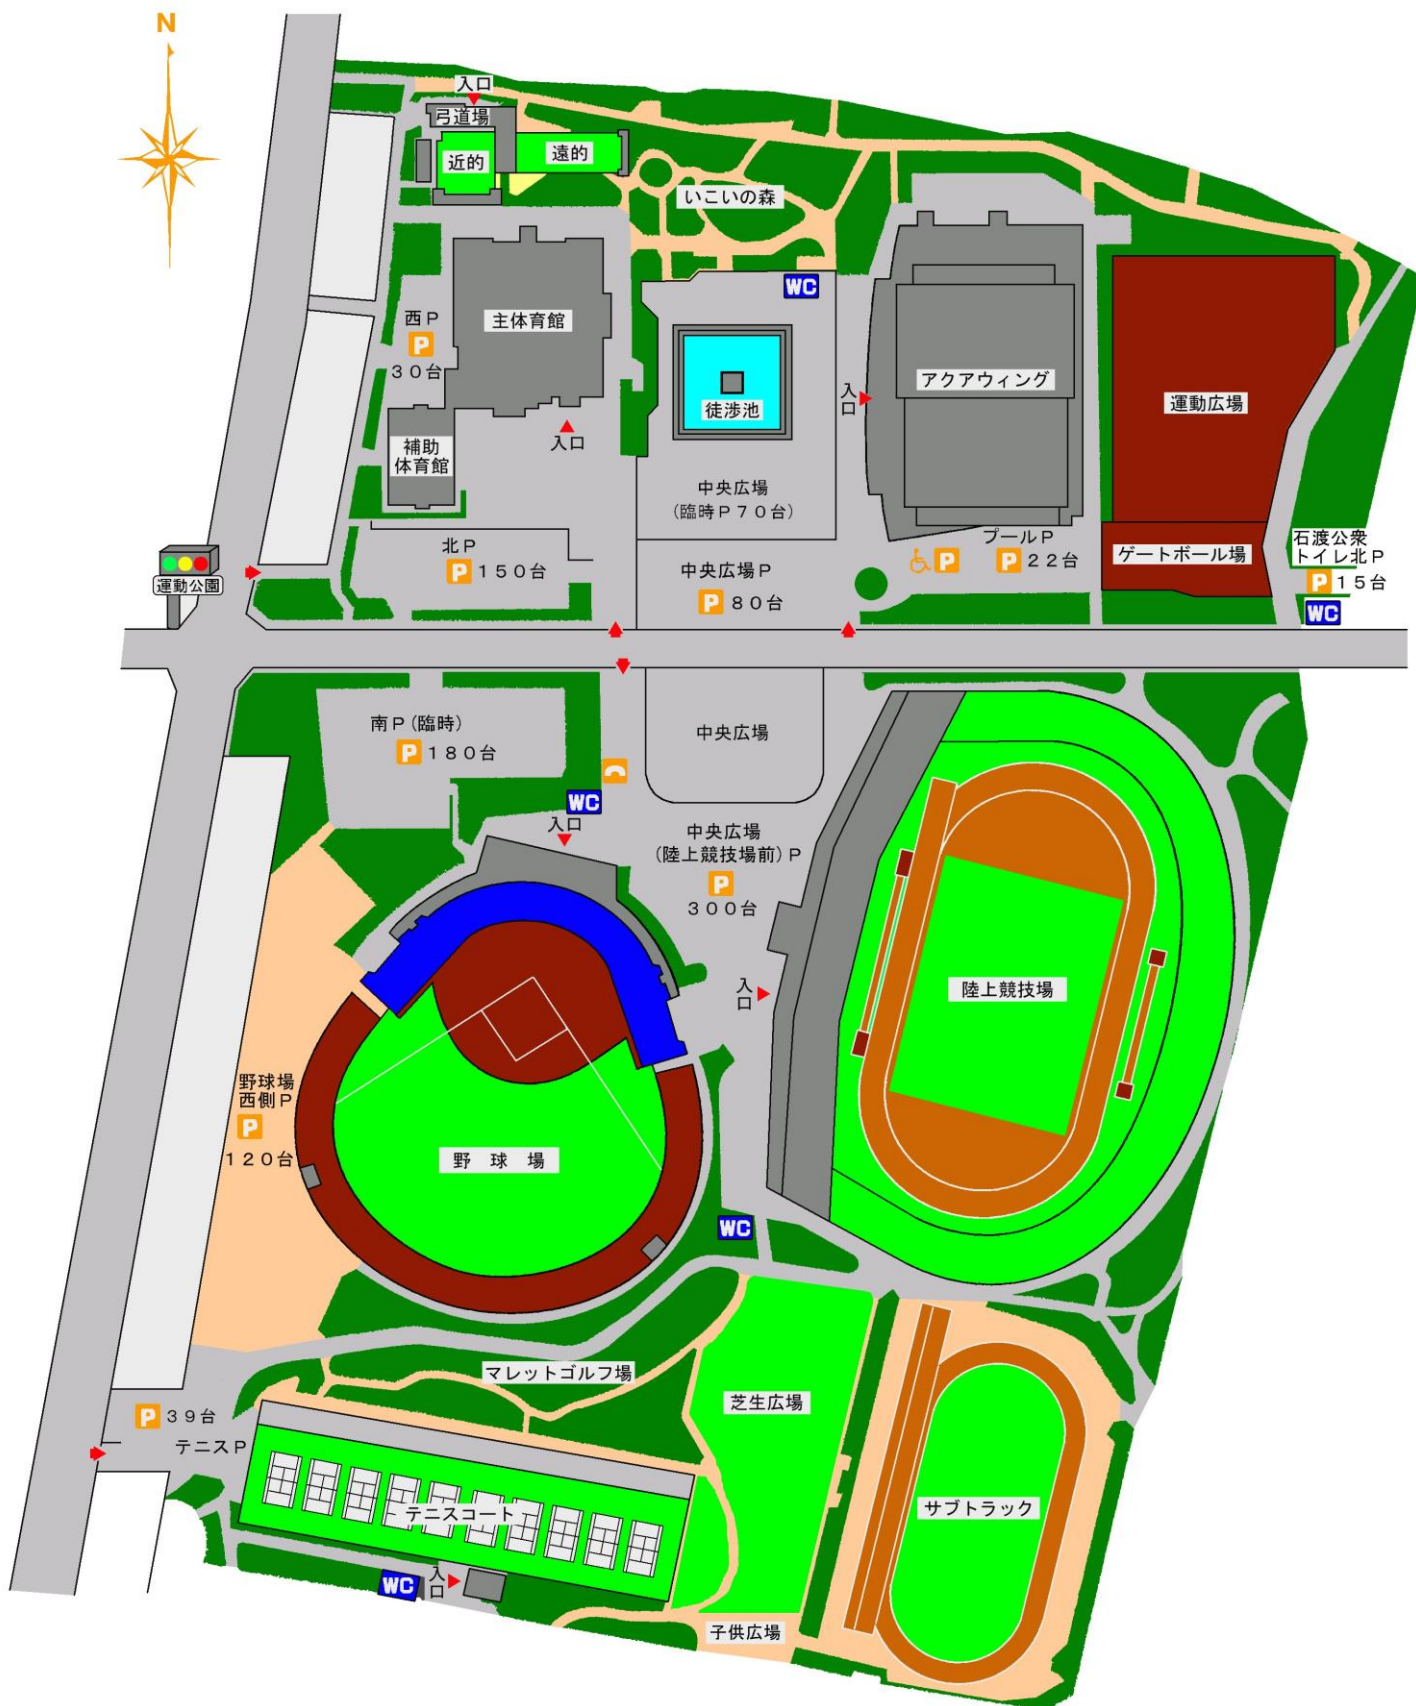 N
入口
弓道場
近的
遠的
いこいの森
WC
西P
P
30台
主体育館
徒渉池
アクアウィング
入口
運動広場
補助
体育館
入口
中央広場
(臨時P70台)
北P
P 150台
中央広場P
P 80台
プールP
P
P 22台
ゲートボール場
石渡公衆
トイレ北P
P 15台
WC
運動公園
南P(臨時)
P 180台
中央広場
WC
入口
中央広場
(陸上競技場前)P
P
300台
入口
陸上競技場
野球場
西側P
P
120台
野 球 場
WC
マレットゴルフ場
芝生広場
P 39台
テニスP
テニスコート
サブトラック
WC
入口
子供広場